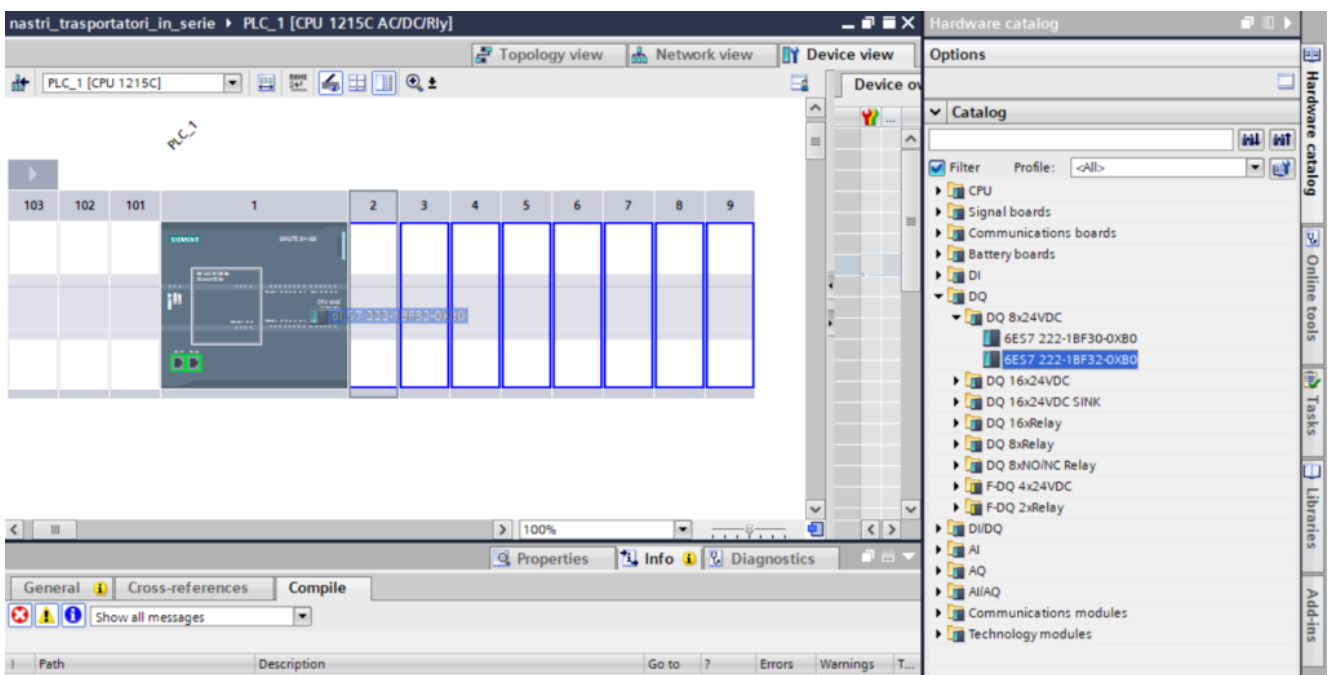 nastri_trasportatori_in_serie ▸ PLC_1 [CPU 1215C AC/DC/Rly]
Topology view Network view Device view
PLC_1 [CPU 1215C]
Device ov
PLC_1
103 102 101 1 2 3 4 5 6 7 8 9
SIEMENS
6ES7 222-1BF32-0XB0
100%
Properties Info Diagnostics
General Cross-references Compile
Show all messages
! Path Description Go to ? Errors Warnings T...
Hardware catalog
Options
Catalog
Filter Profile: <All>
CPU
Signal boards
Communications boards
Battery boards
DI
DQ
DQ 8x24VDC
6ES7 222-1BF30-0XB0
6ES7 222-1BF32-0XB0
DQ 16x24VDC
DQ 16x24VDC SINK
DQ 16xRelay
DQ 8xRelay
DQ 8xNO/NC Relay
F-DQ 4x24VDC
F-DQ 2xRelay
DI/DQ
AI
AQ
AI/AQ
Communications modules
Technology modules
Hardware catalog
Online tools
Tasks
Libraries
Add-ins